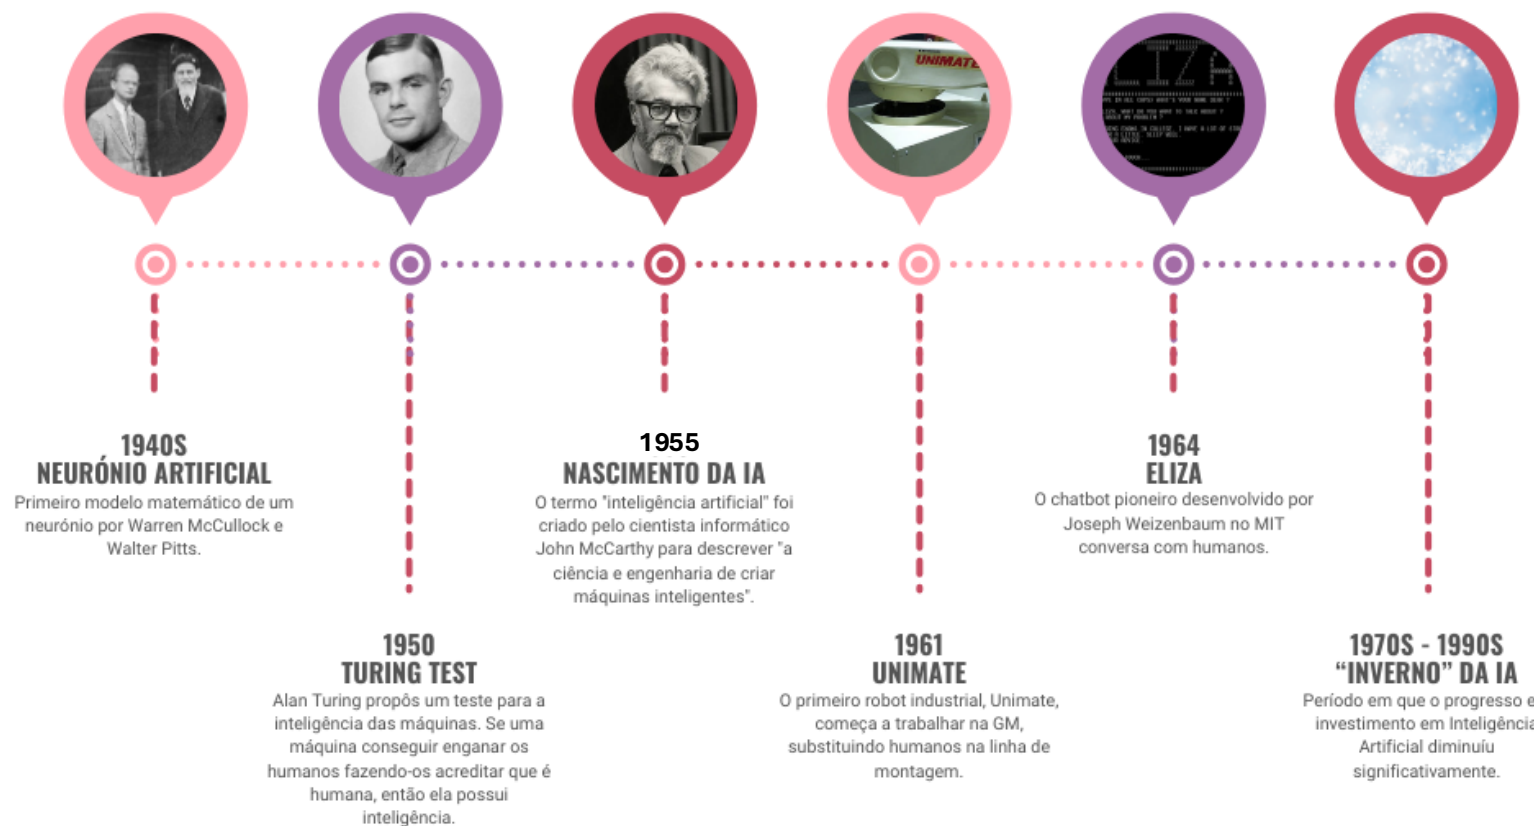 UNIMATE
1940S
NEURÓNIO ARTIFICIAL
Primeiro modelo matemático de um
neurónio por Warren McCullock e
Walter Pitts.
1950
TURING TEST
Alan Turing propôs um teste para a
inteligência das máquinas. Se uma
máquina conseguir enganar os
humanos fazendo-os acreditar que é
humana, então ela possui
inteligência.
1955
NASCIMENTO DA IA
O termo "inteligência artificial" foi
criado pelo cientista informático
John McCarthy para descrever "a
ciência e engenharia de criar
máquinas inteligentes".
1961
UNIMATE
O primeiro robot industrial, Unimate,
começa a trabalhar na GM,
substituindo humanos na linha de
montagem.
1964
ELIZA
O chatbot pioneiro desenvolvido por
Joseph Weizenbaum no MIT
conversa com humanos.
1970S - 1990S
“INVERNO” DA IA
Período em que o progresso e
investimento em Inteligência
Artificial diminuíu
significativamente.